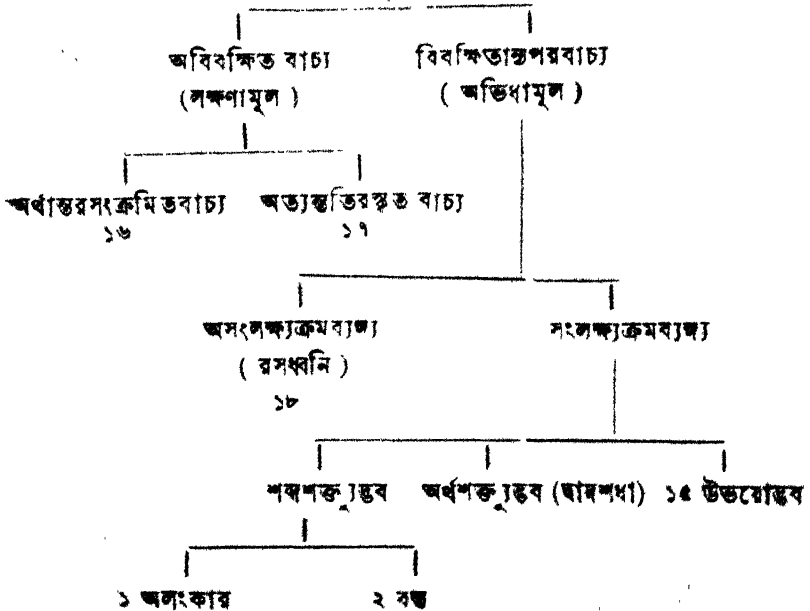 অবিবক্ষিত বাচ্য বিবক্ষিতান্যপরবাচ্য
(লক্ষণামূল) (অভিধামূল)
অর্থান্তরসংক্রমিতবাচ্য অত্যন্ততিরস্কৃত বাচ্য
১৬ ১৭
অসংলক্ষ্যক্রমব্যঙ্গ্য সংলক্ষ্যক্রমব্যঙ্গ্য
(রসধ্বনি)
১৮
শব্দশক্ত্যুদ্ভব অর্থশক্ত্যুদ্ভব (দ্বাদশধা) ১৫ উভয়োদ্ভব
১ অলংকার ২ বস্তু